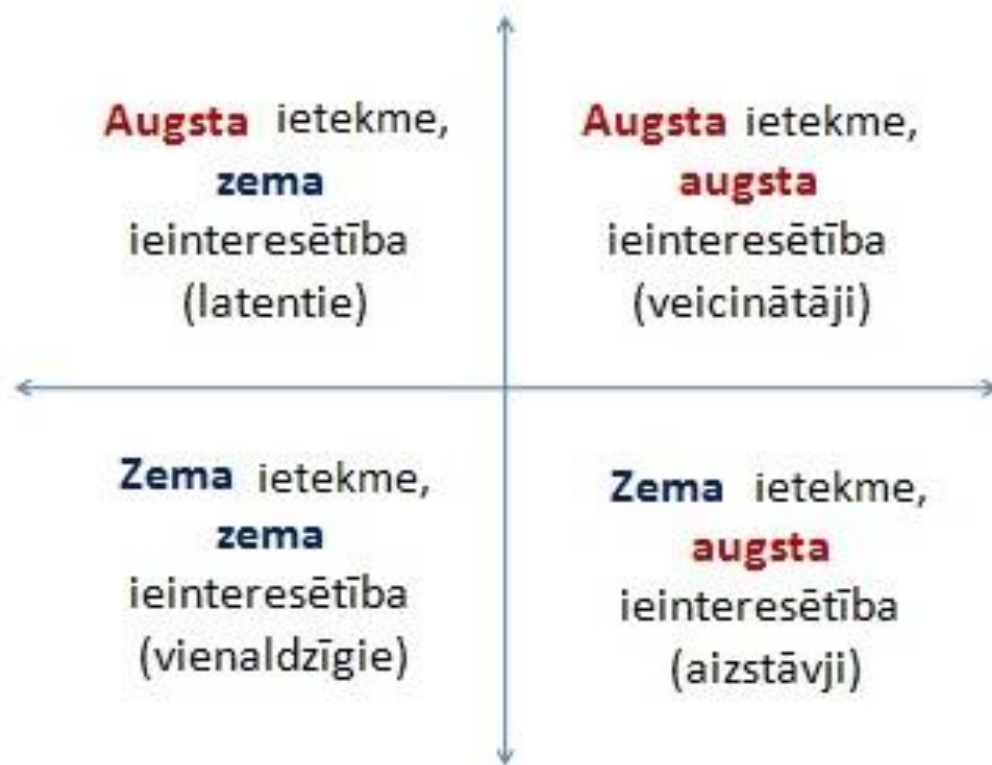 Augsta ietekme,
zema
ieinteresētība
(latentie)
Augsta ietekme,
augsta
ieinteresētība
(veicinātāji)
Zema ietekme,
zema
ieinteresētība
(vienaldzīgie)
Zema ietekme,
augsta
ieinteresētība
(aizstāvji)